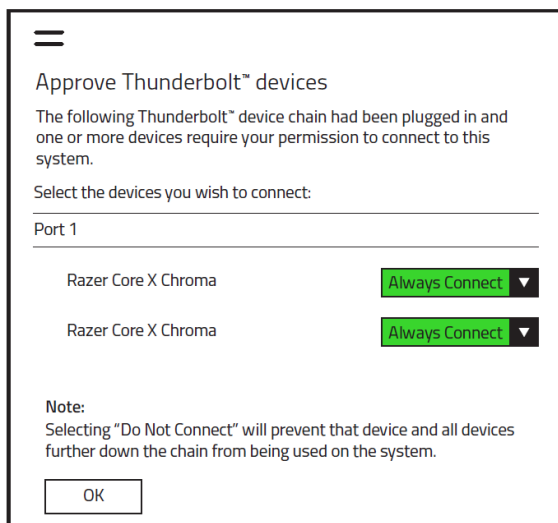 Approve Thunderbolt™ devices
The following Thunderbolt™ device chain had been plugged in and
one or more devices require your permission to connect to this
system.
Select the devices you wish to connect:
Port 1
Razer Core X Chroma Always Connect
Razer Core X Chroma Always Connect
Note:
Selecting “Do Not Connect” will prevent that device and all devices
further down the chain from being used on the system.
OK